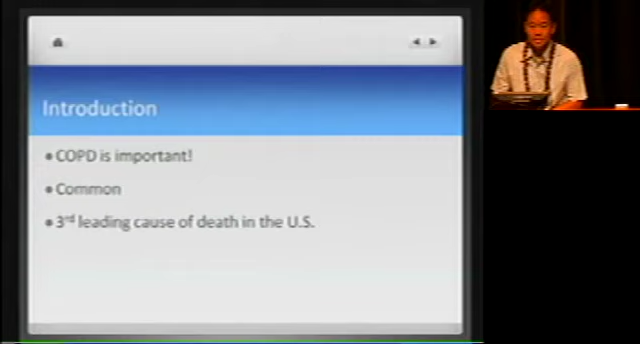 Introduction
•COPD is important!
•Common
•3rd leading cause of death in the U.S.